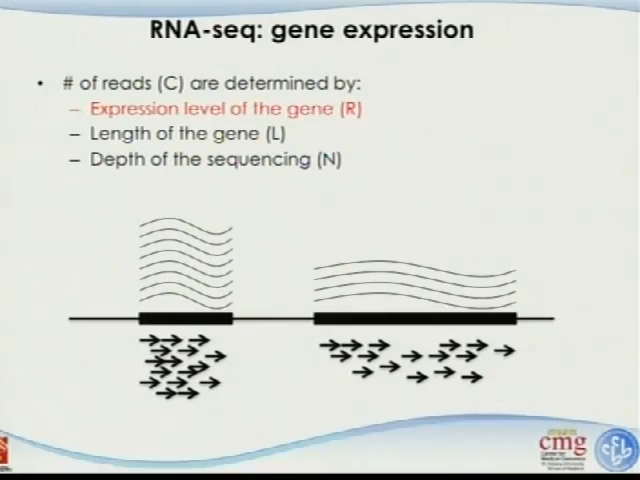 RNA-seq: gene expression
• # of reads (C) are determined by:
– Expression level of the gene (R)
– Length of the gene (L)
– Depth of the sequencing (N)
cmg